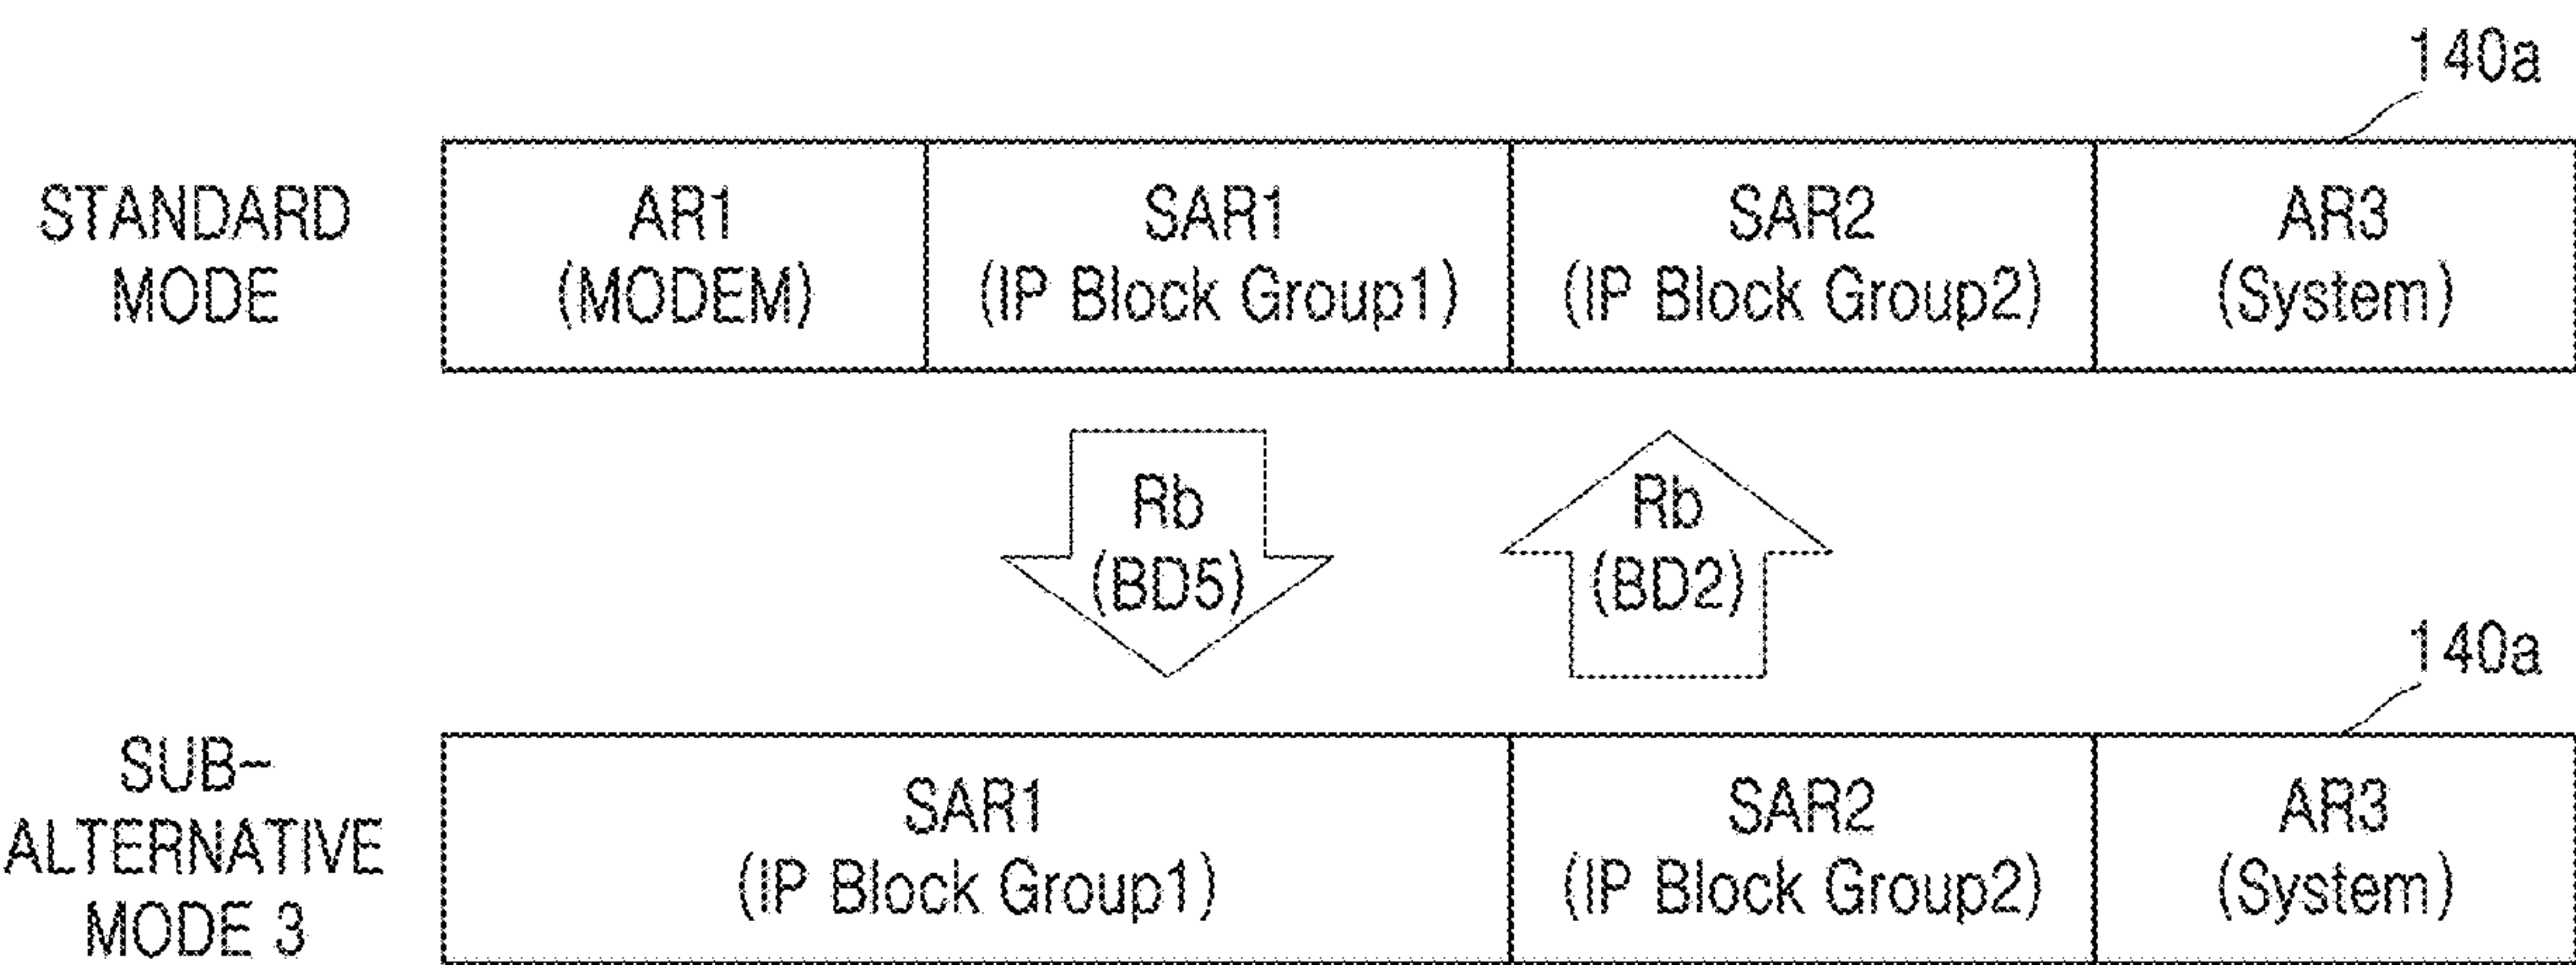 140a
STANDARD
MODE
AR1
(MODEM)
SAR1
(IP Block Group1)
SAR2
(IP Block Group2)
AR3
(System)
Rb
(BD5)
Rb
(BD2)
140a
SUB-
ALTERNATIVE
MODE 3
SAR1
(IP Block Group1)
SAR2
(IP Block Group2)
AR3
(System)